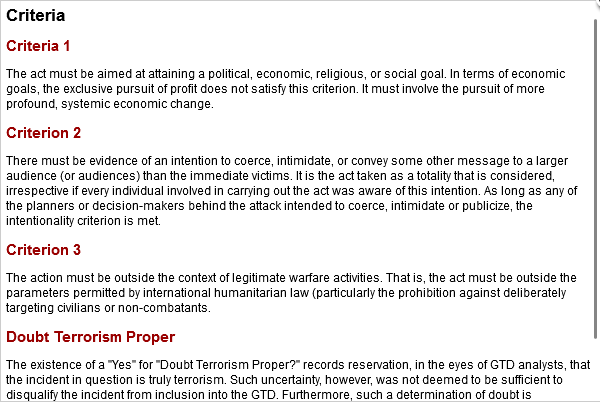 Criteria
Criteria 1
The act must be aimed at attaining a political, economic, religious, or social goal. In terms of economic
goals, the exclusive pursuit of profit does not satisfy this criterion. It must involve the pursuit of more
profound, systemic economic change.
Criterion 2
There must be evidence of an intention to coerce, intimidate, or convey some other message to a larger
audience (or audiences) than the immediate victims. It is the act taken as a totality that is considered,
irrespective if every individual involved in carrying out the act was aware of this intention. As long as any of
the planners or decision-makers behind the attack intended to coerce, intimidate or publicize, the
intentionality criterion is met.
Criterion 3
The action must be outside the context of legitimate warfare activities. That is, the act must be outside the
parameters permitted by international humanitarian law (particularly the prohibition against deliberately
targeting civilians or non-combatants.
Doubt Terrorism Proper
The existence of a "Yes" for "Doubt Terrorism Proper?" records reservation, in the eyes of GTD analysts, that
the incident in question is truly terrorism. Such uncertainty, however, was not deemed to be sufficient to
disqualify the incident from inclusion into the GTD. Furthermore, such a determination of doubt is